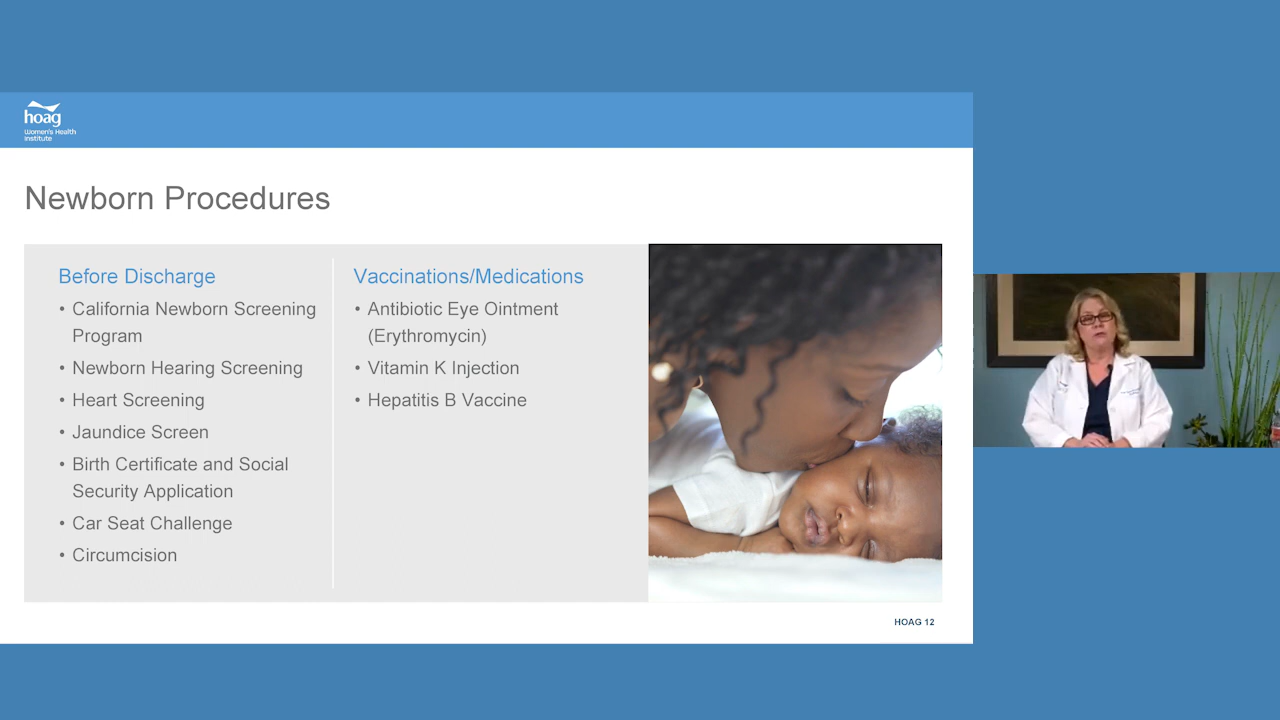 hoag
Women's Health
Institute
Newborn Procedures
Before Discharge
• California Newborn Screening
Program
• Newborn Hearing Screening
• Heart Screening
• Jaundice Screen
• Birth Certificate and Social
Security Application
• Car Seat Challenge
• Circumcision
Vaccinations/Medications
• Antibiotic Eye Ointment
(Erythromycin)
• Vitamin K Injection
• Hepatitis B Vaccine
HOAG 12